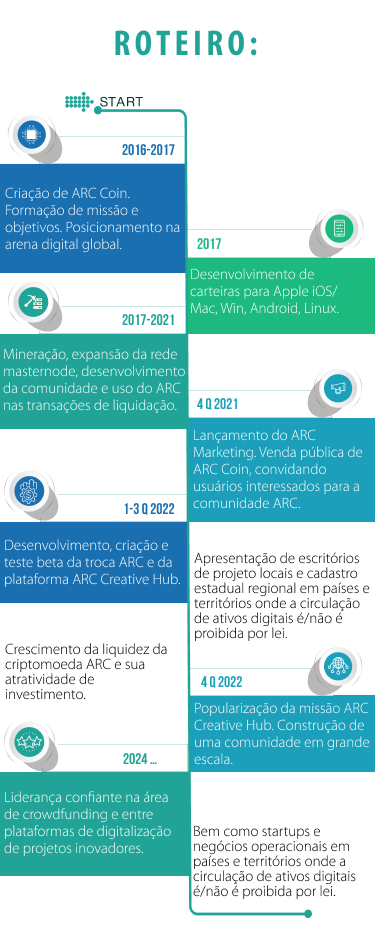 ROTEIRO:
START
2016-2017
Criação de ARC Coin.
Formação de missão e
objetivos. Posicionamento na
arena digital global.
2017
Desenvolvimento de
carteiras para Apple iOS/
Mac, Win, Android, Linux.
2017-2021
Mineração, expansão da rede
masternode, desenvolvimento
da comunidade e uso do ARC
nas transações de liquidação.
4 Q 2021
Lançamento do ARC
Marketing. Venda pública de
ARC Coin, convidando
usuários interessados para a
comunidade ARC.
1-3 Q 2022
Desenvolvimento, criação e
teste beta da troca ARC e da
plataforma ARC Creative Hub.
Apresentação de escritórios
de projeto locais e cadastro
estadual regional em países e
territórios onde a circulação
de ativos digitais é/não é
proibida por lei.
Crescimento da liquidez da
criptomoeda ARC e sua
atratividade de
investimento.
4 Q 2022
Popularização da missão ARC
Creative Hub. Construção de
uma comunidade em grande
escala.
2024 ...
Liderança confiante na área
de crowdfunding e entre
plataformas de digitalização
de projetos inovadores.
Bem como startups e
negócios operacionais em
países e territórios onde a
circulação de ativos digitais
é/não é proibida por lei.